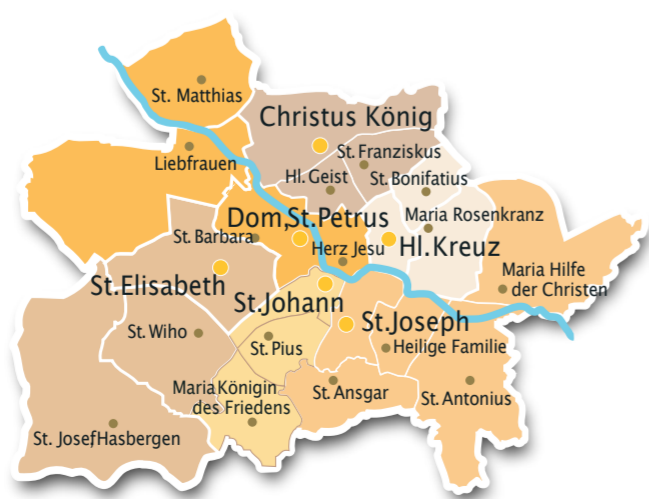 St. Matthias
Christus König
Liebfrauen
St. Franziskus
Hl. Geist
St. Bonifatius
Dom,St.Petrus
Maria Rosenkranz
St. Barbara
Herz Jesu
Hl.Kreuz
St.Elisabeth
Maria Hilfe
der Christen
St.Johann
St.Joseph
St.Wiho
St.Pius
Heilige Familie
Maria Königin
des Friedens
St.Ansgar
St. Antonius
St. JosefHasbergen